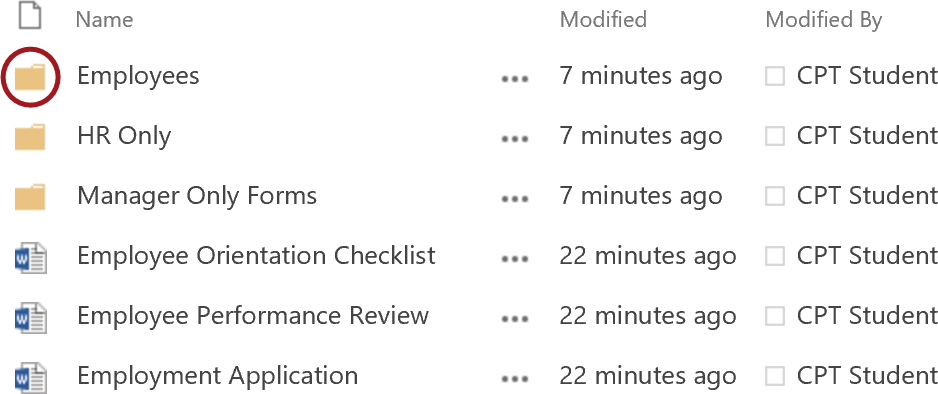 Name Modified Modified By
Employees ... 7 minutes ago CPT Student
HR Only ... 7 minutes ago CPT Student
Manager Only Forms ... 7 minutes ago CPT Student
W Employee Orientation Checklist ... 22 minutes ago CPT Student
W Employee Performance Review ... 22 minutes ago CPT Student
W Employment Application ... 22 minutes ago CPT Student